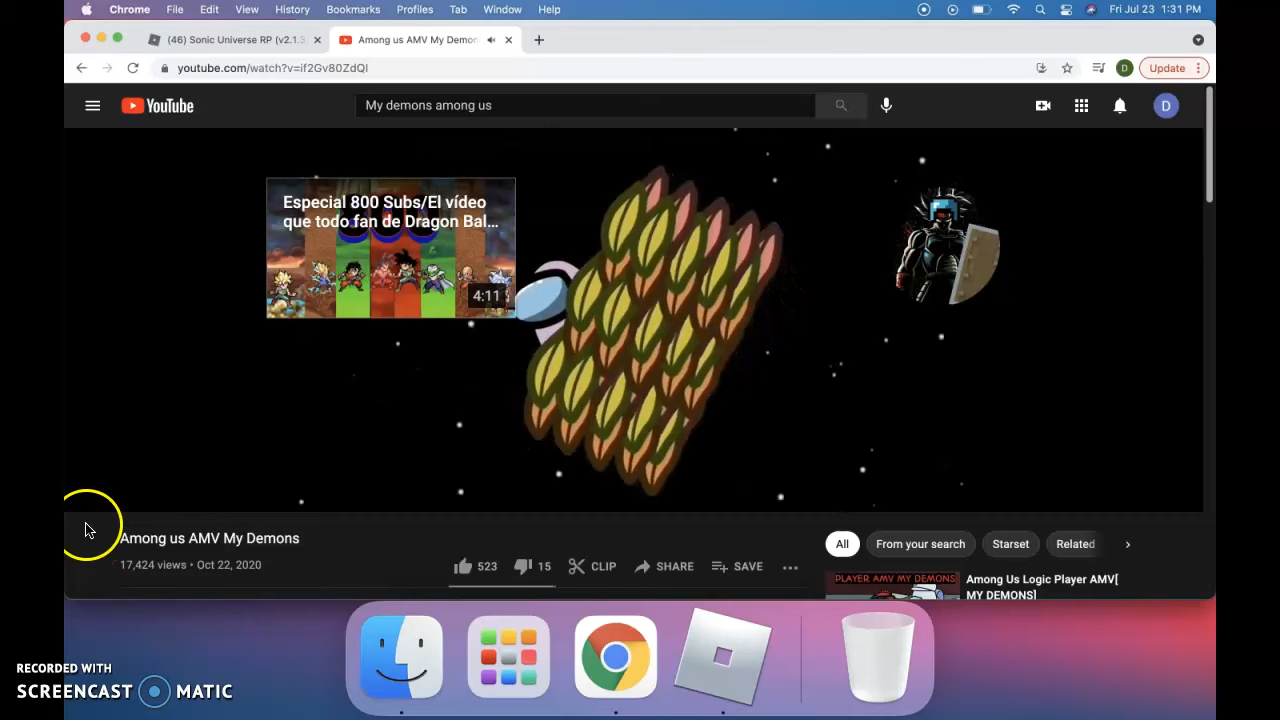 Chrome File Edit View History Bookmarks Profiles Tab Window Help Fri Jul 23 1:31 PM
(46) Sonic Universe RP (v2.1.3 Among us AMV My Demon
youtube.com/watch?v=if2Gv80ZdQI D Update
YouTube My demons among us D
Especial 800 Subs/El vídeo
que todo fan de Dragon Bal...
4:11
Among us AMV My Demons
17,424 views • Oct 22, 2020 523 15 CLIP SHARE SAVE
All From your search Starset Related
PLAYER AMV MY DEMONS
Among Us Logic Player AMV[
MY DEMONS]
RECORDED WITH
SCREENCAST MATIC